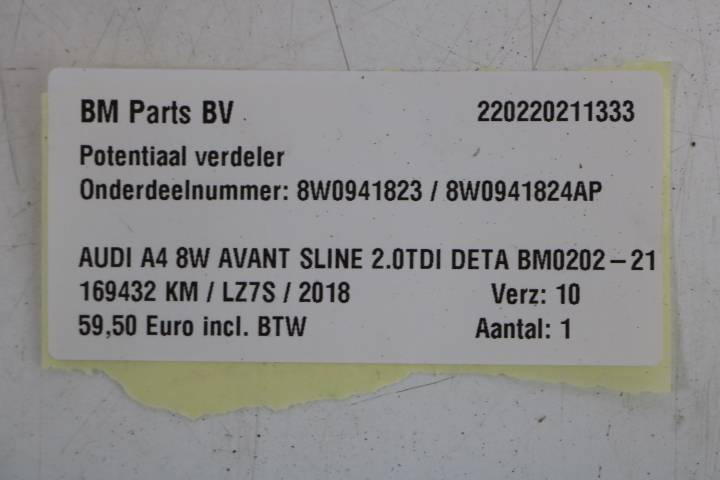 BM Parts BV 220220211333
Potentiaal verdeler
Onderdeelnummer: 8W0941823 / 8W0941824AP
AUDI A4 8W AVANT SLINE 2.0TDI DETA BM0202-21
169432 KM / LZ7S / 2018 Verz: 10
59,50 Euro incl. BTW Aantal: 1